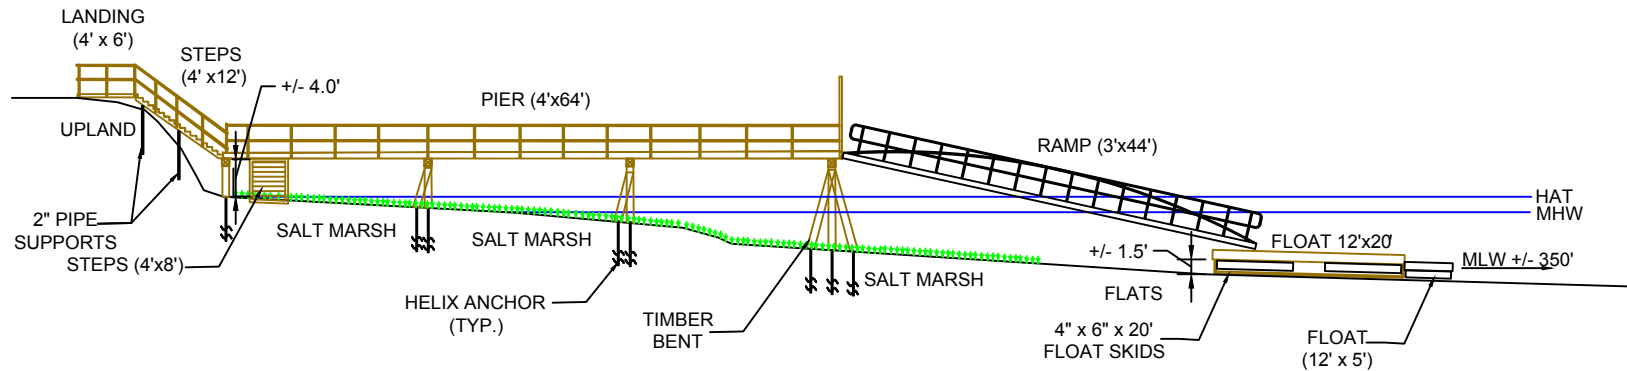 LANDING
(4' x 6')
STEPS
(4' x12')
+/- 4.0'
PIER (4'x64')
UPLAND
RAMP (3'x44')
HAT
MHW
2" PIPE
SUPPORTS
STEPS (4'x8')
SALT MARSH
SALT MARSH
FLOAT 12'x20'
+/- 1.5'
MLW +/- 350'
SALT MARSH
FLATS
HELIX ANCHOR
(TYP.)
TIMBER
BENT
4" x 6" x 20'
FLOAT SKIDS
FLOAT
(12' x 5')